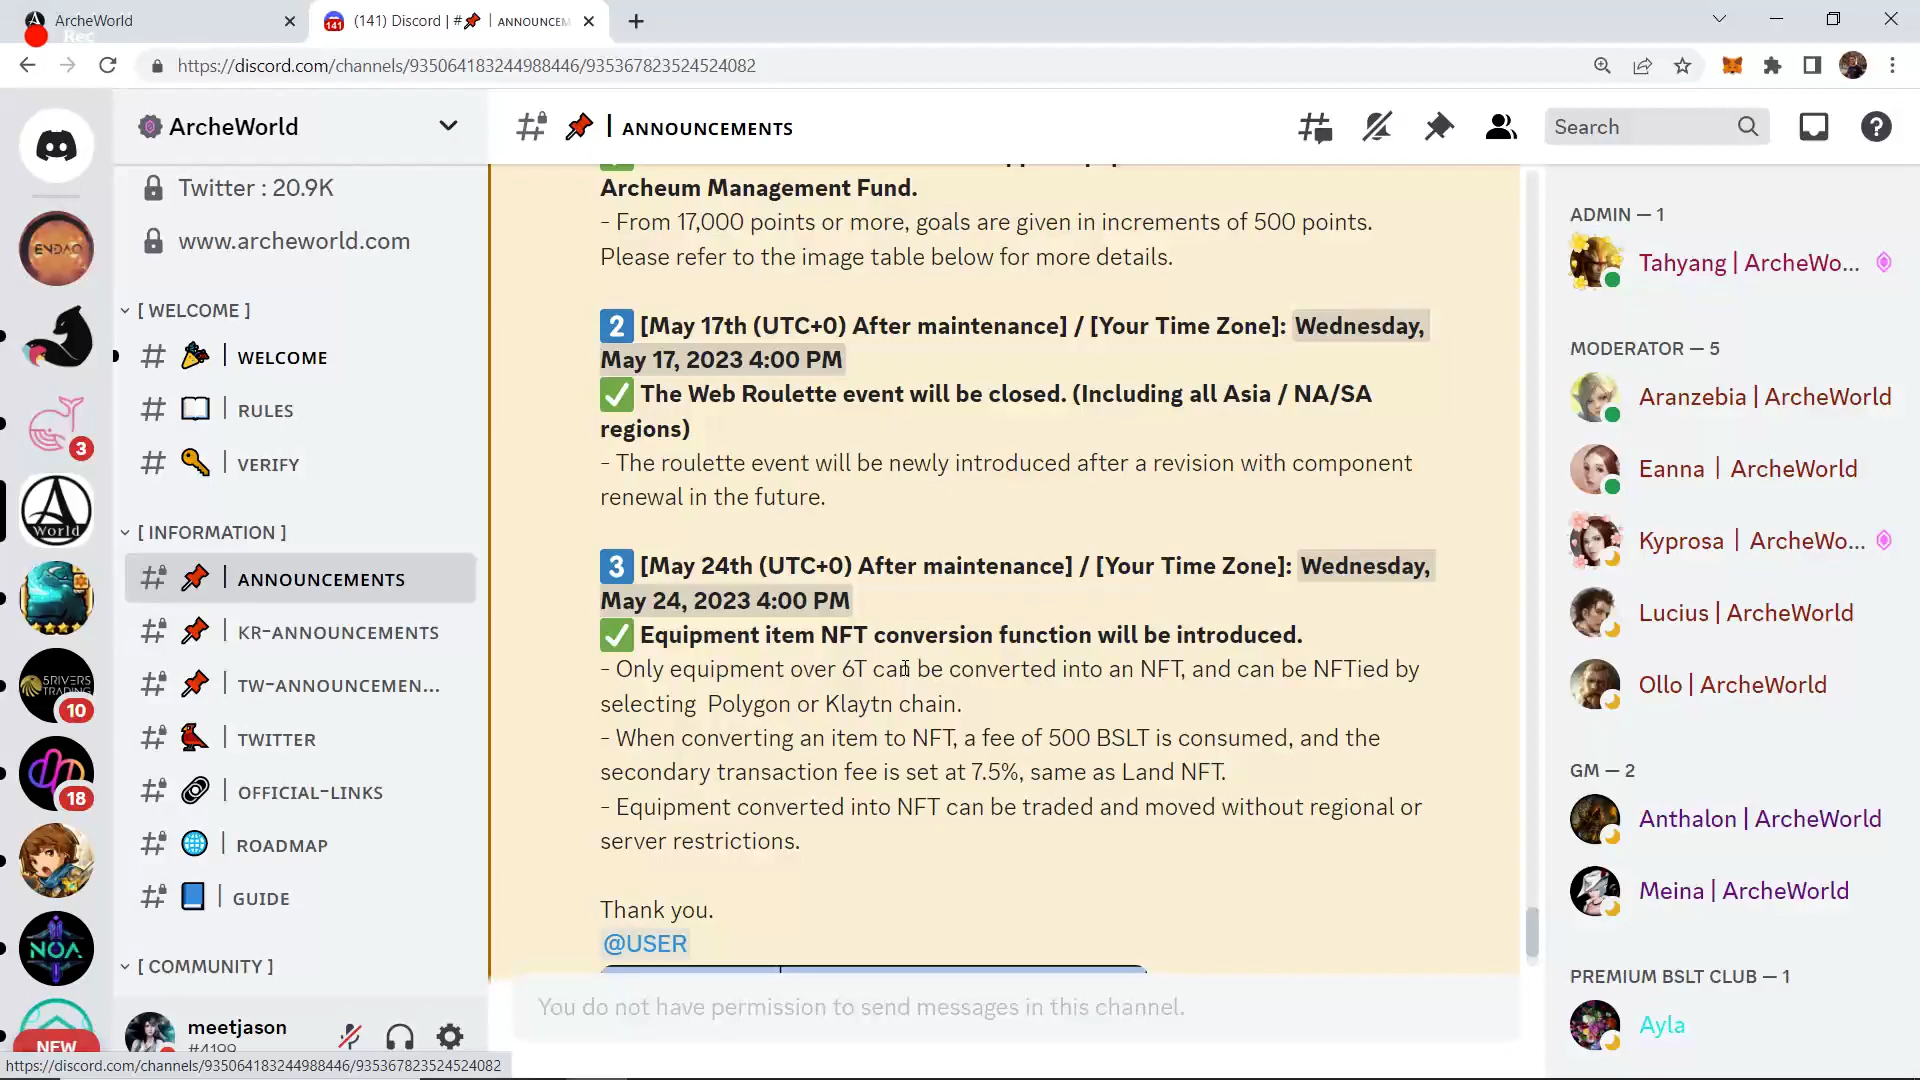 ArcheWorld
(141) Discord | # | ANNOUNCEM
141
Rec
https://discord.com/channels/935064183244988446/935367823524524082
ArcheWorld
| ANNOUNCEMENTS
Search
Twitter : 20.9K
www.archeworld.com
[ WELCOME ]
| WELCOME
| RULES
| VERIFY
[ INFORMATION ]
| ANNOUNCEMENTS
| KR-ANNOUNCEMENTS
| TW-ANNOUNCEMEN...
| TWITTER
| OFFICIAL-LINKS
| ROADMAP
| GUIDE
[ COMMUNITY ]
meetjason
#4199
ENDAO
3
A World
5RIVERS TRADING
10
18
NOA
NEW
Archeum Management Fund.
- From 17,000 points or more, goals are given in increments of 500 points.
Please refer to the image table below for more details.
2 [May 17th (UTC+0) After maintenance] / [Your Time Zone]: Wednesday,
May 17, 2023 4:00 PM
The Web Roulette event will be closed. (Including all Asia / NA/SA
regions)
- The roulette event will be newly introduced after a revision with component
renewal in the future.
3 [May 24th (UTC+0) After maintenance] / [Your Time Zone]: Wednesday,
May 24, 2023 4:00 PM
Equipment item NFT conversion function will be introduced.
- Only equipment over 6T can be converted into an NFT, and can be NFTied by
selecting Polygon or Klaytn chain.
- When converting an item to NFT, a fee of 500 BSLT is consumed, and the
secondary transaction fee is set at 7.5%, same as Land NFT.
- Equipment converted into NFT can be traded and moved without regional or
server restrictions.
Thank you.
@USER
You do not have permission to send messages in this channel.
ADMIN — 1
Tahyang | ArcheWo...
MODERATOR — 5
Aranzebia | ArcheWorld
Eanna | ArcheWorld
Kyprosa | ArcheWo...
Lucius | ArcheWorld
Ollo | ArcheWorld
GM — 2
Anthalon | ArcheWorld
Meina | ArcheWorld
PREMIUM BSLT CLUB — 1
Ayla
https://discord.com/channels/935064183244988446/935367823524524082